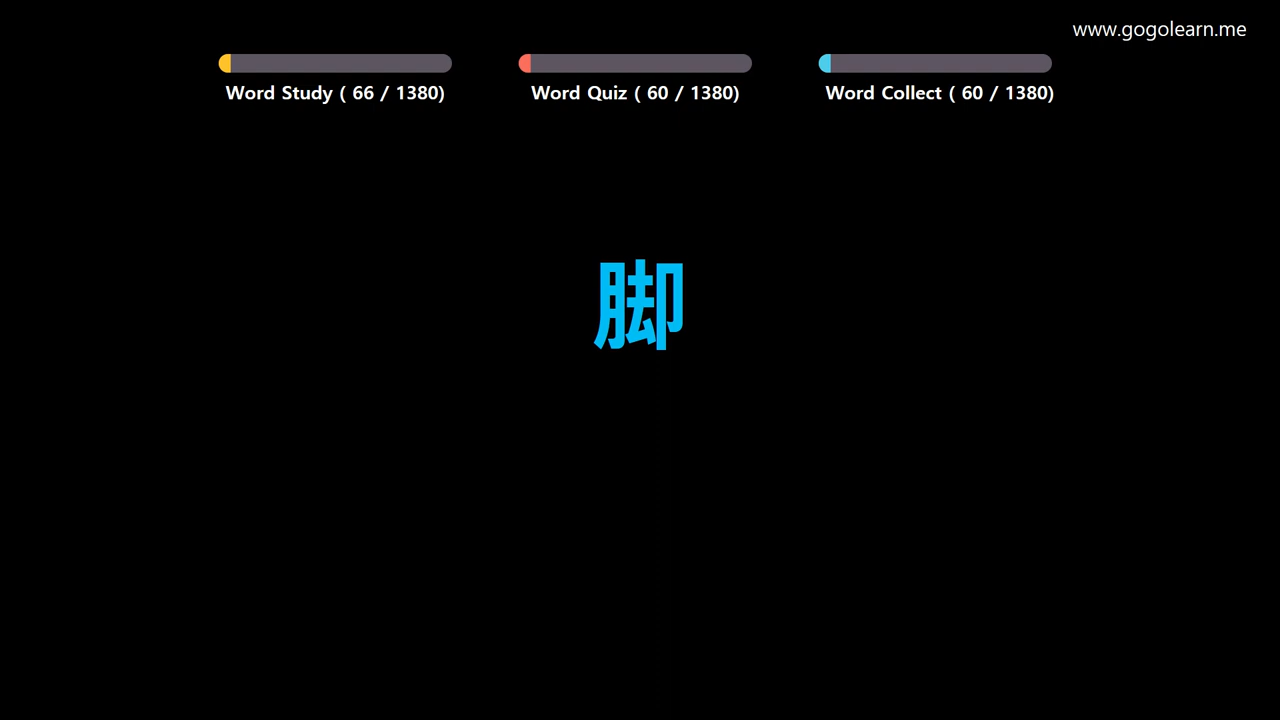 www.gogolearn.me
Word Study ( 66 / 1380)
Word Quiz ( 60 / 1380)
Word Collect ( 60 / 1380)
脚